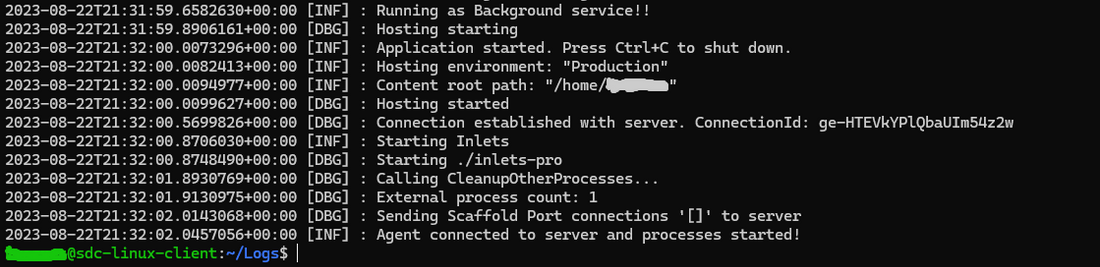 2023-08-22T21:31:59.6582630+00:00 [INF] : Running as Background service!!
2023-08-22T21:31:59.8906161+00:00 [DBG] : Hosting starting
2023-08-22T21:32:00.0073296+00:00 [INF] : Application started. Press Ctrl+C to shut down.
2023-08-22T21:32:00.0082413+00:00 [INF] : Hosting environment: "Production"
2023-08-22T21:32:00.0094977+00:00 [INF] : Content root path: "/home/"
2023-08-22T21:32:00.0099627+00:00 [DBG] : Hosting started
2023-08-22T21:32:00.5699826+00:00 [DBG] : Connection established with server. ConnectionId: ge-HTEVkYPlQbaUIm54z2w
2023-08-22T21:32:00.8706030+00:00 [INF] : Starting Inlets
2023-08-22T21:32:00.8748490+00:00 [DBG] : Starting ./inlets-pro
2023-08-22T21:32:01.8930769+00:00 [DBG] : Calling CleanupOtherProcesses...
2023-08-22T21:32:01.9130975+00:00 [DBG] : External process count: 1
2023-08-22T21:32:02.0143068+00:00 [DBG] : Sending Scaffold Port connections '[]' to server
2023-08-22T21:32:02.0457056+00:00 [INF] : Agent connected to server and processes started!
@sdc-linux-client:~/Logs$